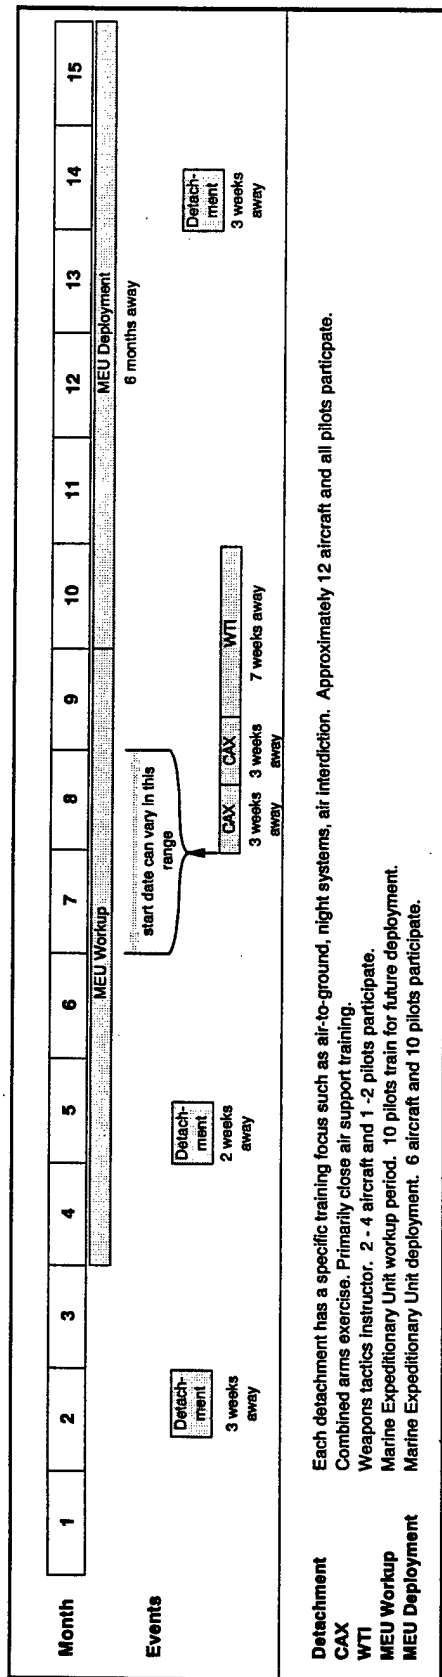 Month 1 2 3 4 5 6 7 8 9 10 11 12 13 14 15
MEU Workup MEU Deployment
6 months away
Events
Detach-
ment
3 weeks
away
Detach-
ment
2 weeks
away
start date can vary in this
range
CAX CAX WTI
3 weeks
away
3 weeks
away
7 weeks away
Detach-
ment
3 weeks
away
Detachment Each detachment has a specific training focus such as air-to-ground, night systems, air interdiction. Approximately 12 aircraft and all pilots particpate.
CAX Combined arms exercise. Primarily close air support training.
WTI Weapons tactics instructor. 2 - 4 aircraft and 1 -2 pilots participate.
MEU Workup Marine Expeditionary Unit workup period. 10 pilots train for future deployment.
MEU Deployment Marine Expeditionary Unit deployment. 6 aircraft and 10 pilots participate.